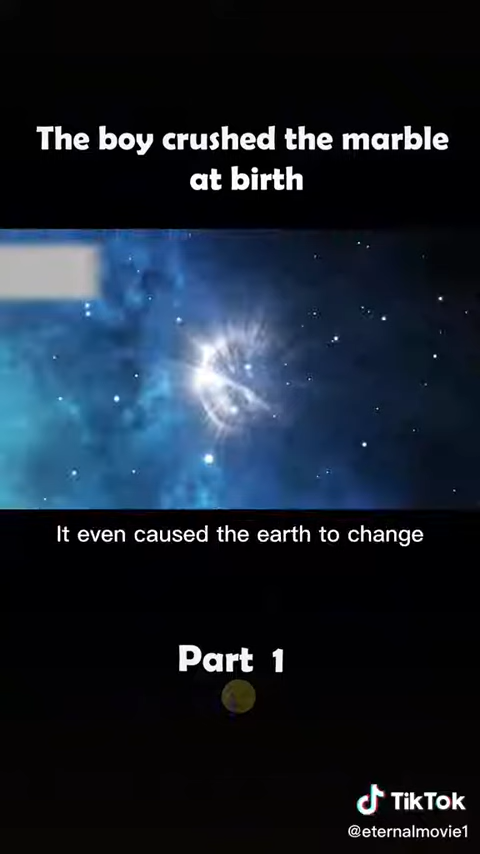 The boy crushed the marble
at birth
It even caused the earth to change
Part 1
TikTok
@eternalmovie1